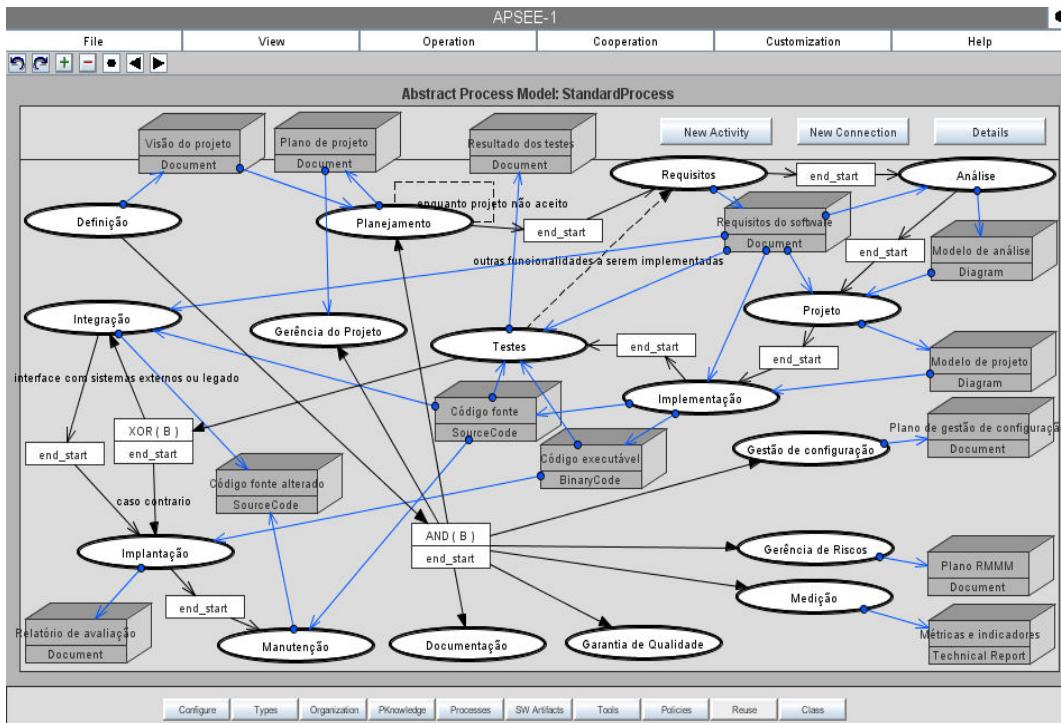 APSEE-1
File View Operation Cooperation Customization Help
Abstract Process Model: StandardProcess
New Activity New Connection Details
Visão do projeto
Document
Plano de projeto
Document
Resultado dos testes
Document
Requisitos
end_start
Análise
Definição
enquanto projeto não aceito
Planejamento
end_start
Requisitos do software
Document
end_start
Modelo de análise
Diagram
outras funcionalidades a serem implementadas
Integração
Gerência do Projeto
Testes
end_start
Projeto
end_start
Modelo de projeto
Diagram
interface com sistemas externos ou legado
XOR ( B )
end_start
end_start
Código fonte
SourceCode
Implementação
Plano de gestão de configuraçã
Document
Gestão de configuração
Código fonte alterado
SourceCode
Código executável
BinaryCode
caso contrario
Implantação
AND ( B )
end_start
Gerência de Riscos
Plano RMMM
Document
Medição
end_start
Relatório de avaliação
Document
Manutenção
Documentação
Garantia de Qualidade
Métricas e indicadores
Technical Report
Configure Types Organization PKnowledge Processes SW Artifacts Tools Policies Reuse Class